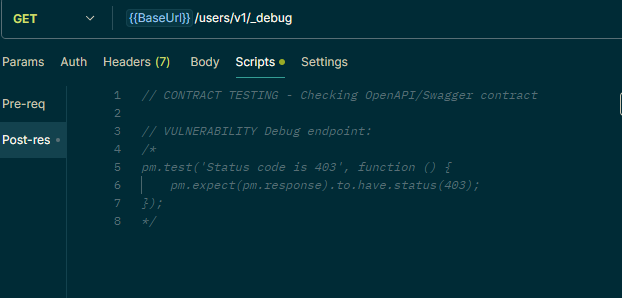 GET {{BaseUrl}} /users/v1/_debug
Params Auth Headers (7) Body Scripts Settings
Pre-req
Post-res
1 // CONTRACT TESTING - Checking OpenAPI/Swagger contract
2
3 // VULNERABILITY Debug endpoint:
4 /*
5 pm.test('Status code is 403', function () {
6 pm.expect(pm.response).to.have.status(403);
7 });
8 */